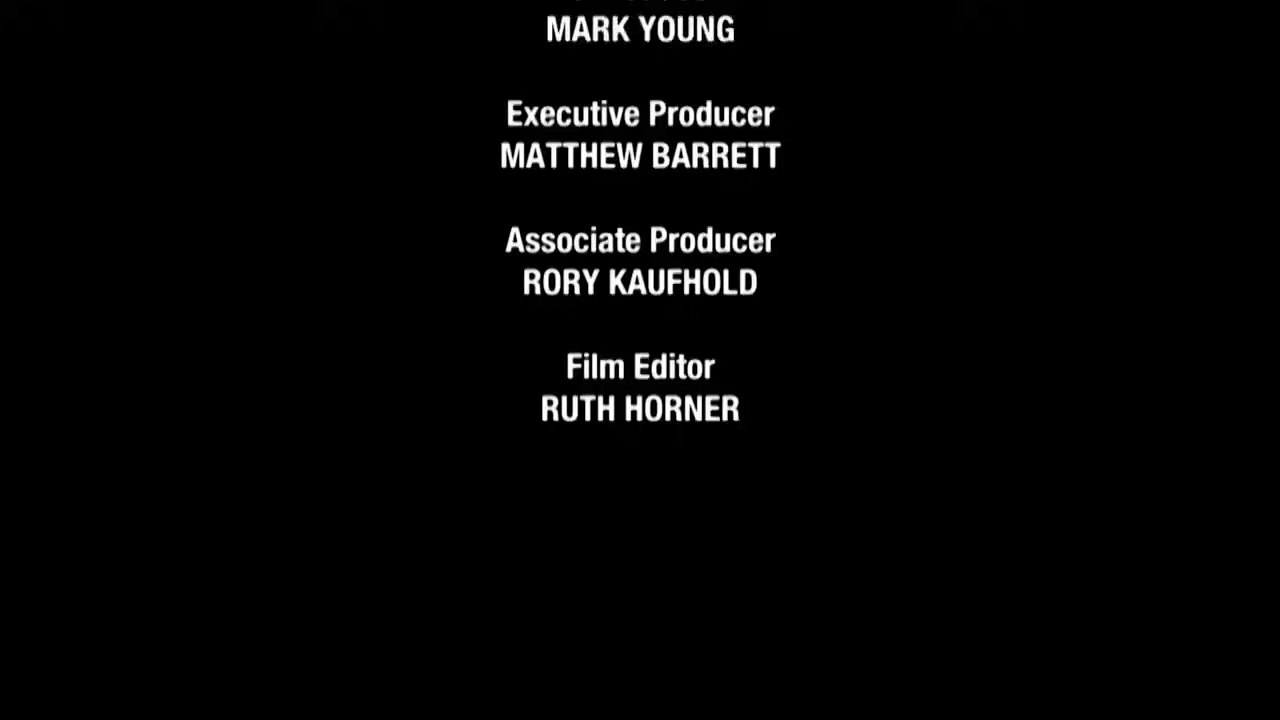 MARK YOUNG
Executive Producer
MATTHEW BARRETT
Associate Producer
RORY KAUFHOLD
Film Editor
RUTH HORNER